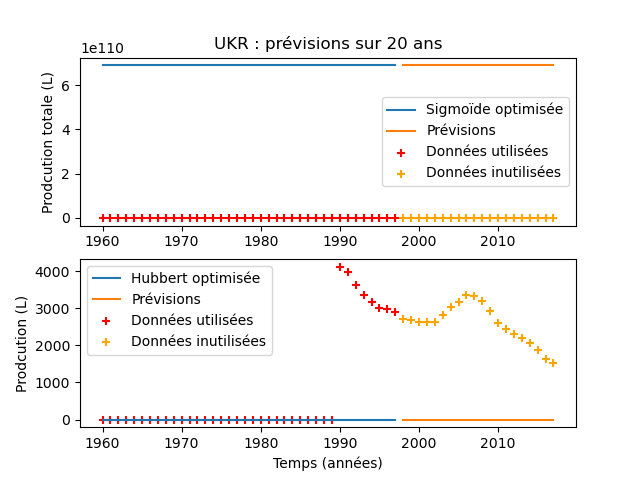 UKR : prévisions sur 20 ans
1e110
Prodcution totale (L)
6
4
2
0
Sigmoïde optimisée
Prévisions
Données utilisées
Données inutilisées
1960 1970 1980 1990 2000 2010
Prodcution (L)
4000
3000
2000
1000
0
Hubbert optimisée
Prévisions
Données utilisées
Données inutilisées
1960 1970 1980 1990 2000 2010
Temps (années)